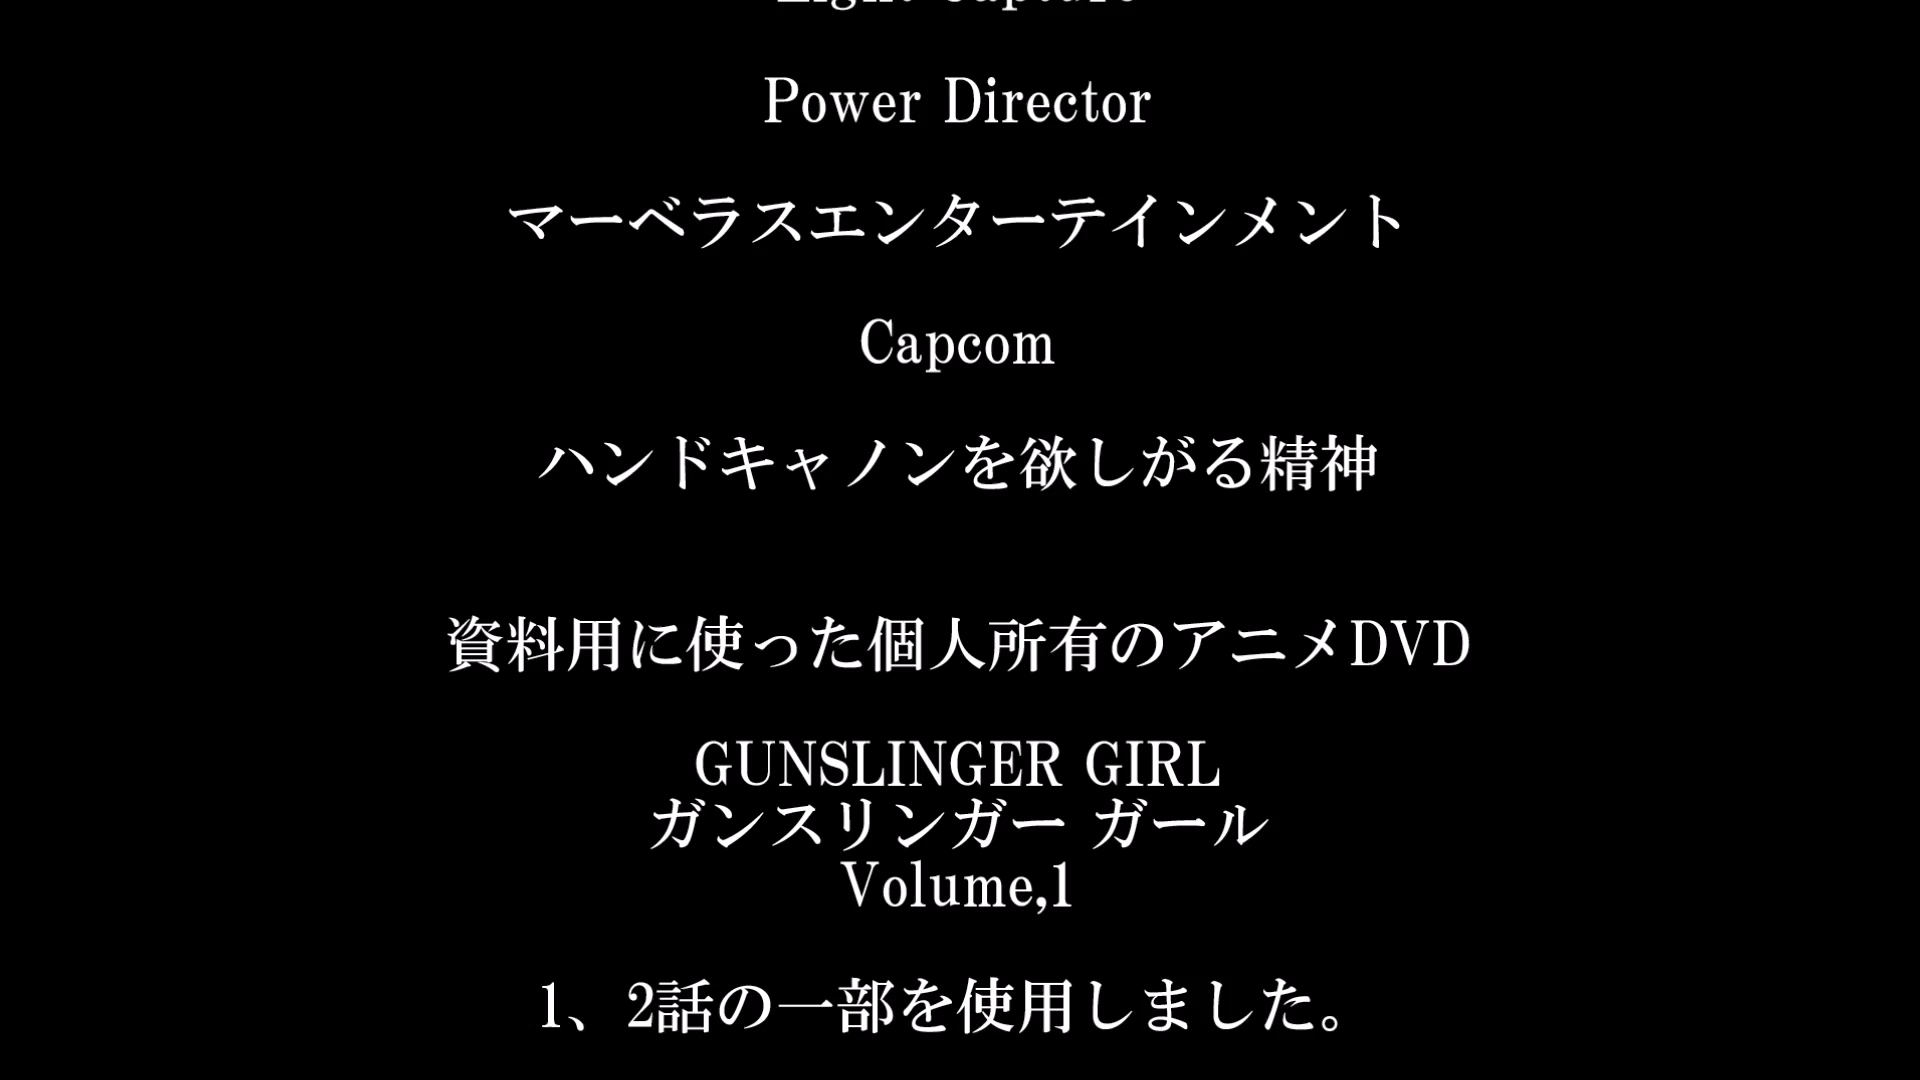 Power Director
マーベラスエンターテインメント
Capcom
ハンドキャノンを欲しがる精神
資料用に使った個人所有のアニメDVD
GUNSLINGER GIRL
ガンスリンガー ガール
Volume,1
1、2話の一部を使用しました。